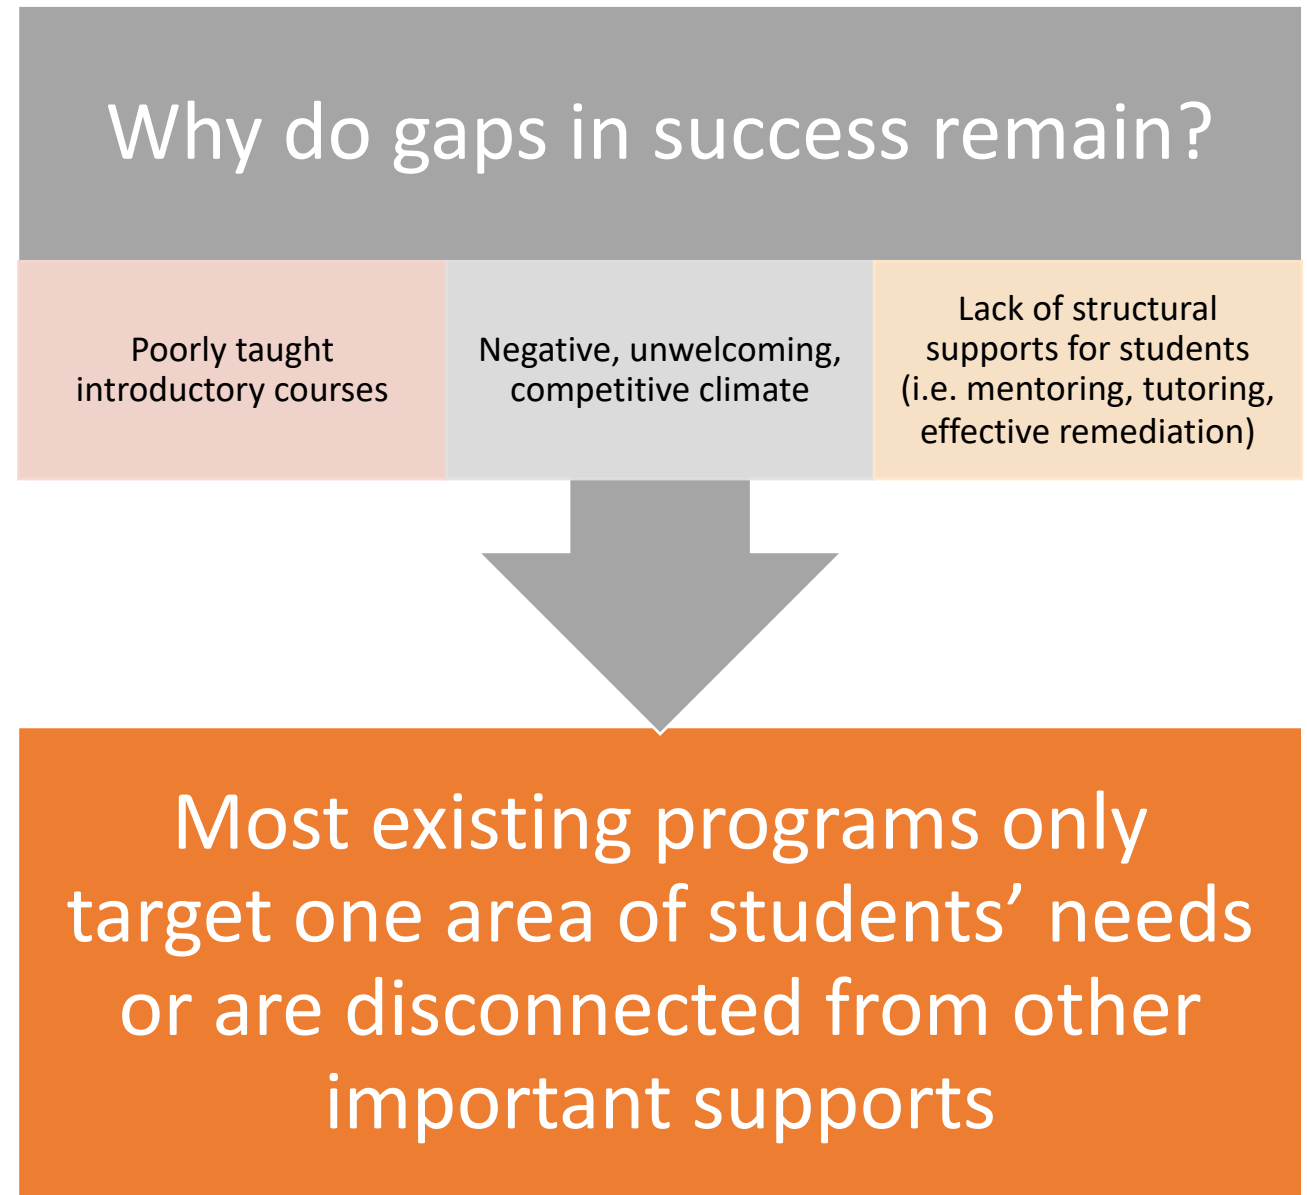 Why do gaps in success remain?
Poorly taught
introductory courses
Negative, unwelcoming,
competitive climate
Lack of structural
supports for students
(i.e. mentoring, tutoring,
effective remediation)
Most existing programs only
target one area of students’ needs
or are disconnected from other
important supports